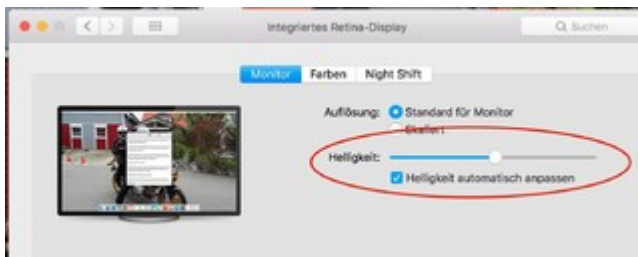 Integriertes Retina-Display
Suchen
Monitor Farben Night Shift
Auflösung: Standard für Monitor
Skaliert
Helligkeit:
Helligkeit automatisch anpassen